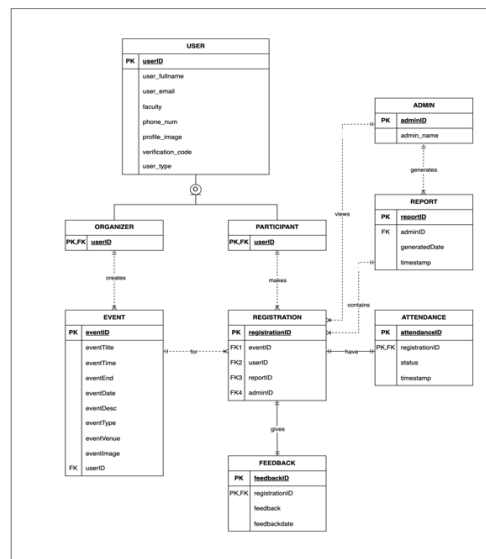 USER
PK userID
user_fullname
user_email
faculty
phone_num
profile_image
verification_code
user_type
ADMIN
PK adminID
admin_name
generates
views
REPORT
PK reportID
FK adminID
generatedDate
timestamp
contains
ORGANIZER
PK,FK userID
creates
PARTICIPANT
PK,FK userID
makes
EVENT
PK eventID
eventTitle
eventTime
eventEnd
eventDate
eventDesc
eventType
eventVenue
eventImage
FK userID
for
REGISTRATION
PK registrationID
FK1 eventID
FK2 userID
FK3 reportID
FK4 adminID
have
ATTENDANCE
PK attendanceID
PK,FK registrationID
status
timestamp
gives
FEEDBACK
PK feedbackID
PK,FK registrationID
feedback
feedbackdate